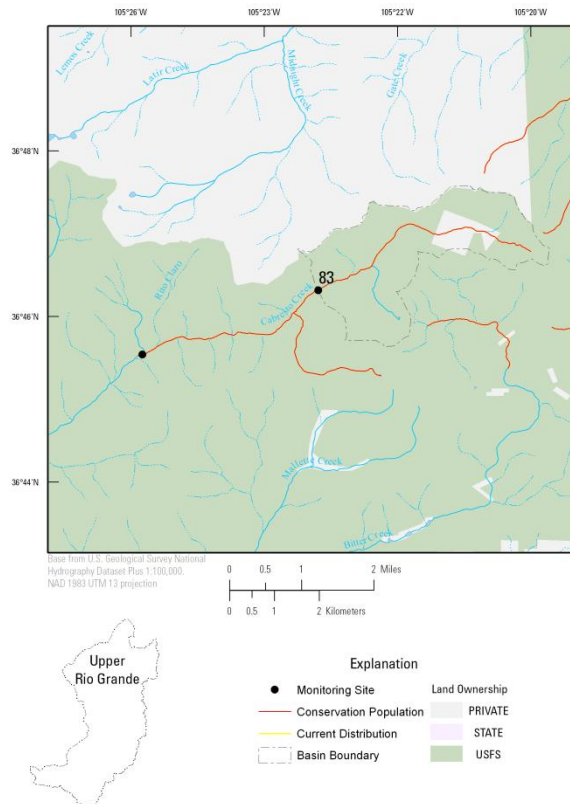 105°26'
105°23'
105°22'
105°20'
Lemos Creek
Latir Creek
Midnight Creek
Gate Creek
36°48'N
83
Rito Claro
Cabresto Creek
36°46'
36°44'
Mallette Creek
Bitter Creek
Base from U.S. Geological Survey National
Hydrography Dataset Plus 1:100,000.
NAD 1983 UTM 13 projection
0 0.5 1 2 Miles
0 0.5 1 2 Kilometers
Upper
Rio Grande
Explanation
Monitoring Site
Conservation Population
Current Distribution
Basin Boundary
Land Ownership
PRIVATE
STATE
USFS